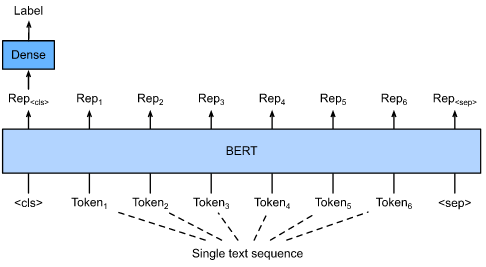 Label
Dense
Rep<cls> Rep1 Rep2 Rep3 Rep4 Rep5 Rep6 Rep<sep>
BERT
<cls> Token1 Token2 Token3 Token4 Token5 Token6 <sep>
Single text sequence